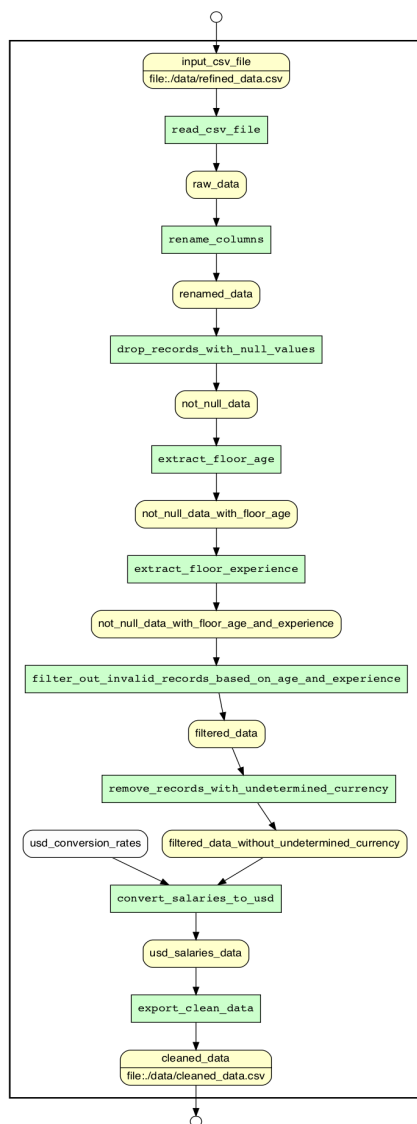 input_csv_file
file:./data/refined_data.csv
read_csv_file
raw_data
rename_columns
renamed_data
drop_records_with_null_values
not_null_data
extract_floor_age
not_null_data_with_floor_age
extract_floor_experience
not_null_data_with_floor_age_and_experience
filter_out_invalid_records_based_on_age_and_experience
filtered_data
remove_records_with_undetermined_currency
usd_conversion_rates
filtered_data_without_undetermined_currency
convert_salaries_to_usd
usd_salaries_data
export_clean_data
cleaned_data
file:./data/cleaned_data.csv